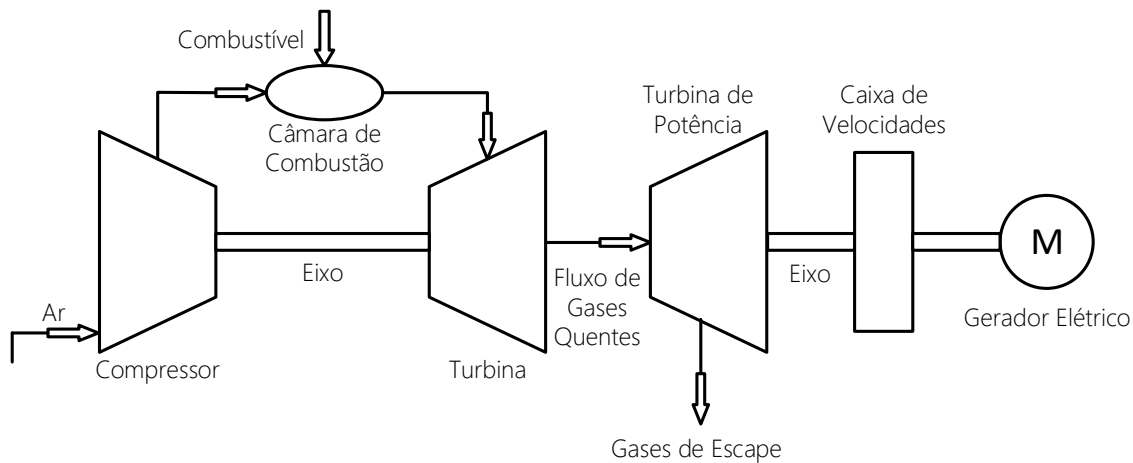 Combustível
Câmara de
Combustão
Turbina de
Potência
Caixa de
Velocidades
M
Eixo
Eixo
Fluxo de
Gases
Quentes
Ar
Gerador Elétrico
Compressor
Turbina
Gases de Escape